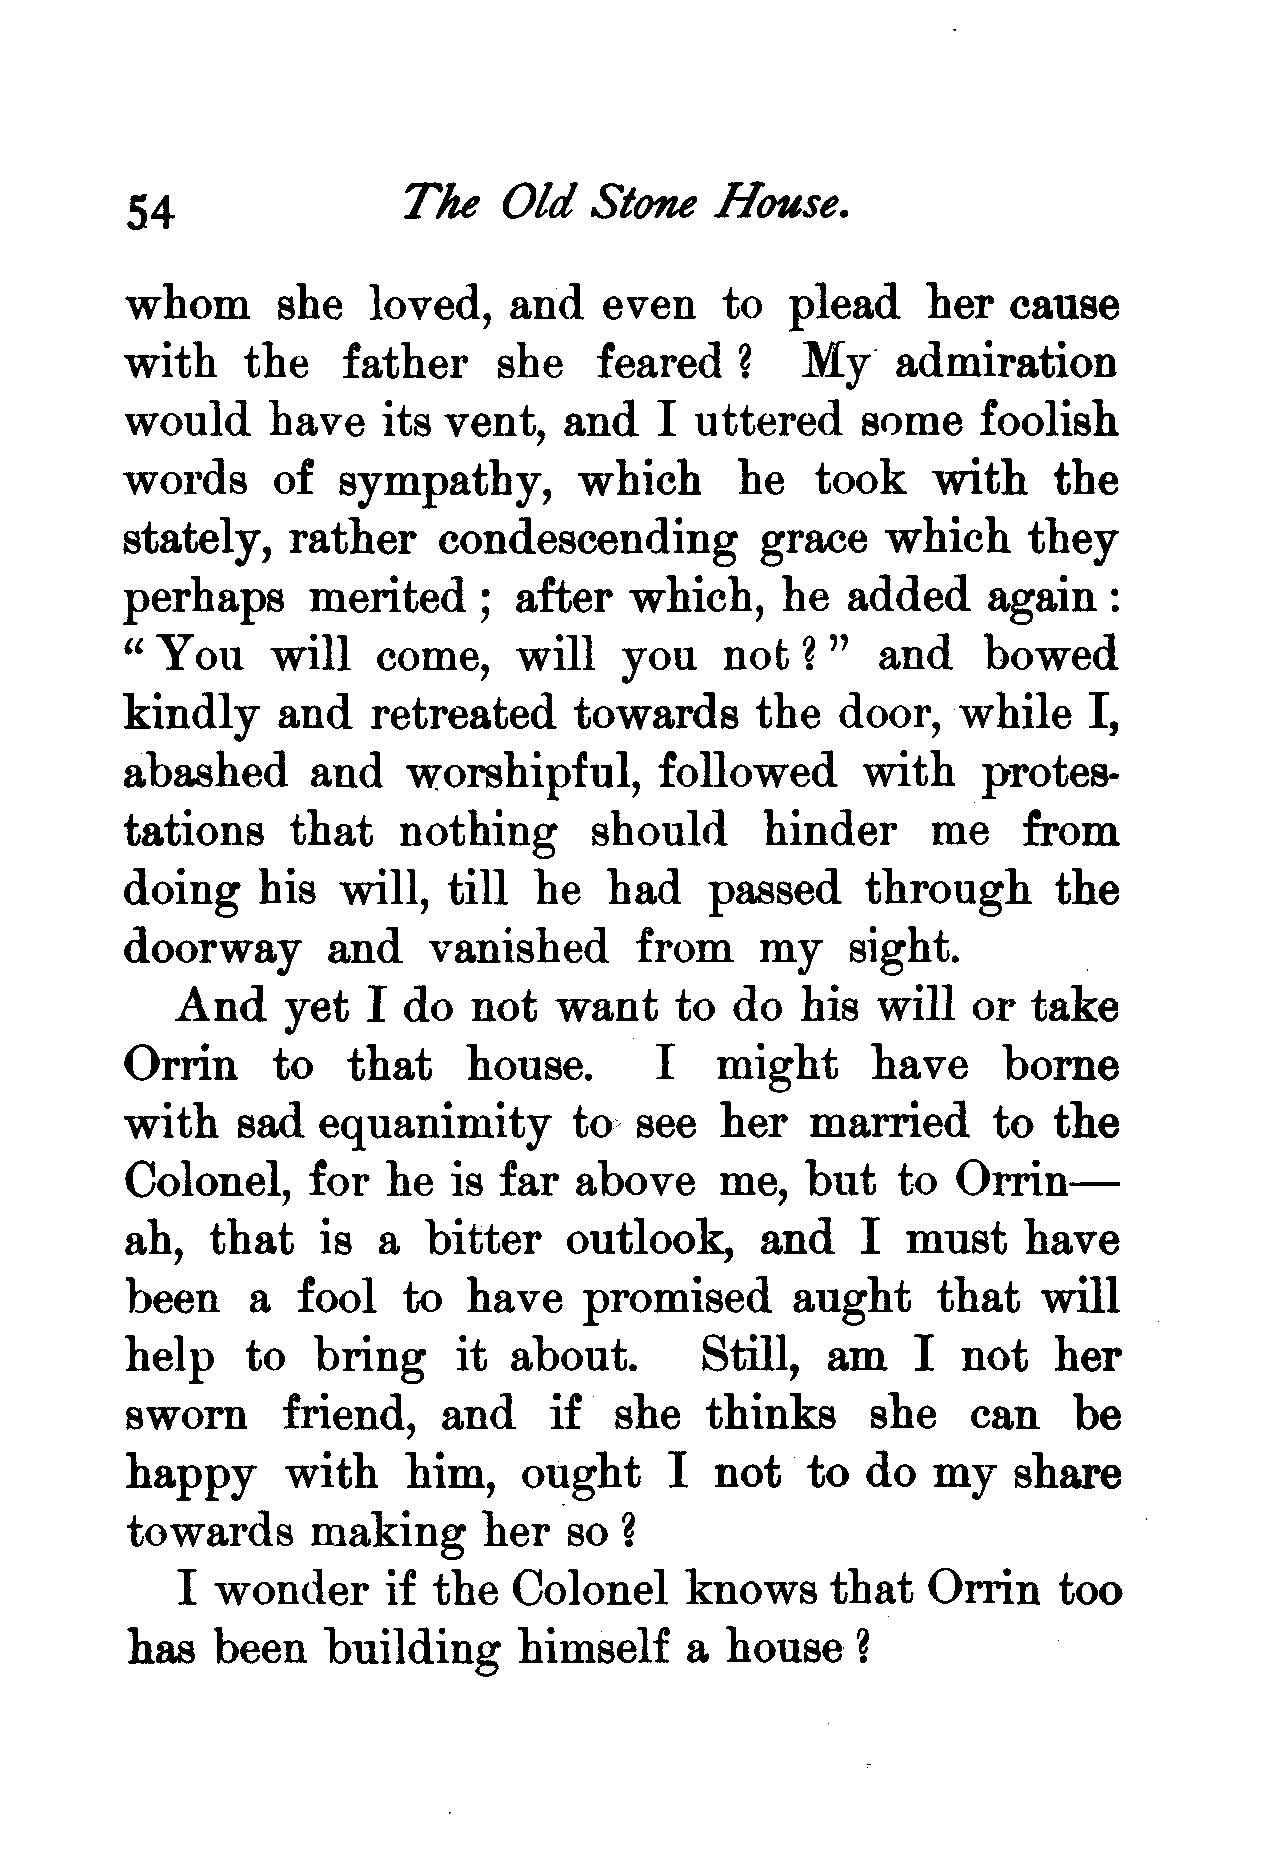 54 The Old Stone House.
whom she loved, and even to plead her cause
with the father she feared ? My admiration
would have its vent, and I uttered some foolish
words of sympathy, which he took with the
stately, rather condescending grace which they
perhaps merited ; after which, he added again :
“ You will come, will you not ? ” and bowed
kindly and retreated towards the door, while I,
abashed and worshipful, followed with protes-
tations that nothing should hinder me from
doing his will, till he had passed through the
doorway and vanished from my sight.
And yet I do not want to do his will or take
Orrin to that house. I might have borne
with sad equanimity to see her married to the
Colonel, for he is far above me, but to Orrin—
ah, that is a bitter outlook, and I must have
been a fool to have promised aught that will
help to bring it about. Still, am I not her
sworn friend, and if she thinks she can be
happy with him, ought I not to do my share
towards making her so ?
I wonder if the Colonel knows that Orrin too
has been building himself a house ?